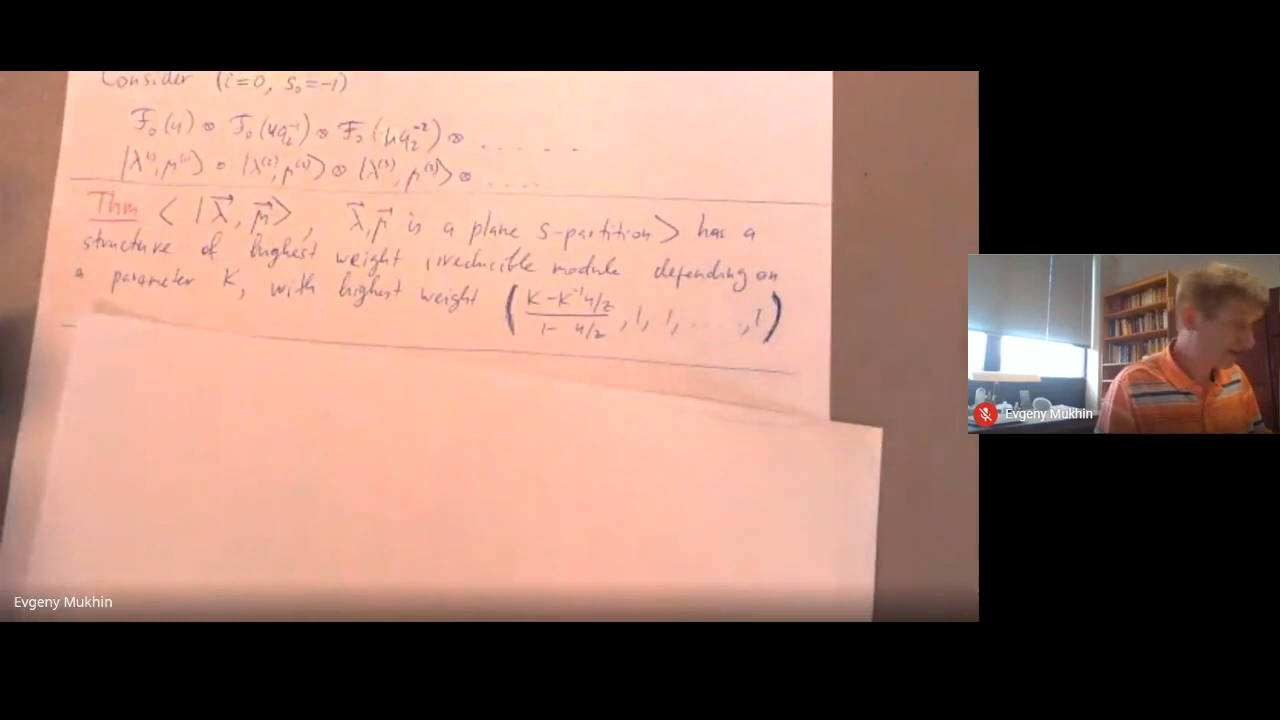 Consider (i=0, s₀=-1)
F₀(u) ⊗ F₀(uq₂⁻¹) ⊗ F₀(uq₂⁻²) ⊗ . . . . . .
|λ⁽¹⁾, μ⁽¹⁾⟩ ⊗ |λ⁽²⁾, μ⁽²⁾⟩ ⊗ |λ⁽³⁾, μ⁽³⁾⟩ ⊗ . . . .
Thm ⟨ |λ⃗, μ⃗⟩, λ⃗, μ⃗ is a plane s-partition⟩ has a
structure of highest weight irreducible module depending on
a parameter K, with highest weight ( (K - K⁻¹u/z) / (1 - u/z) , 1, 1, . . . . , 1 )
Evgeny Mukhin
Evgeny Mukhin